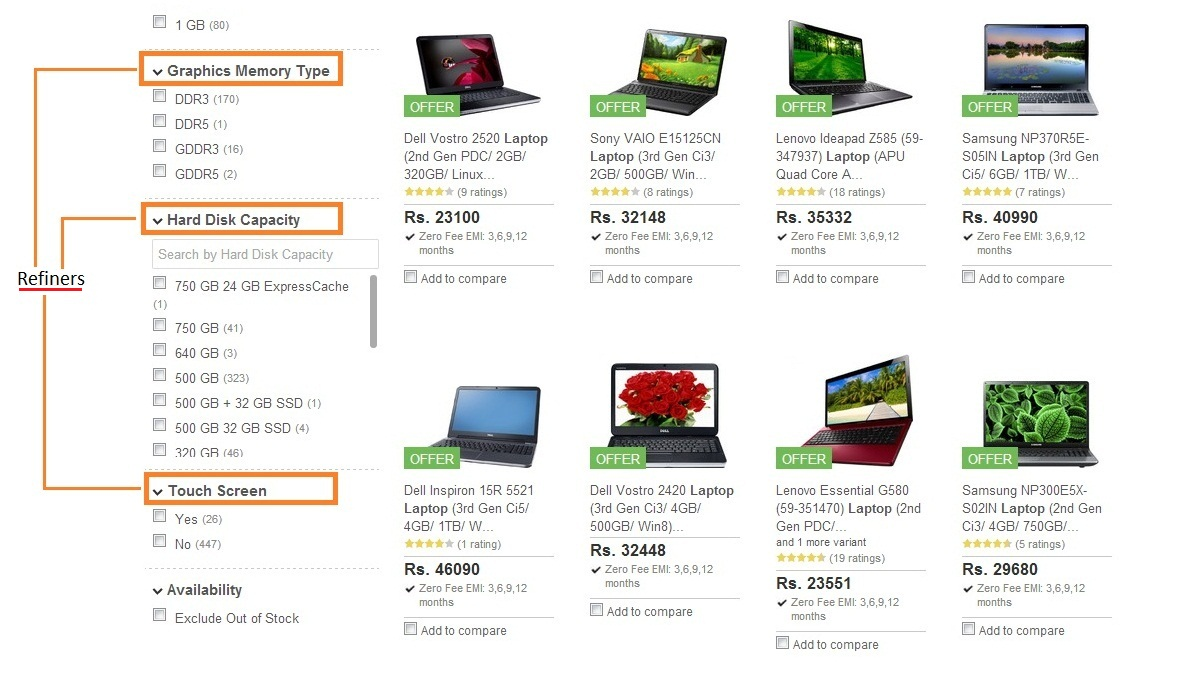 1 GB (80)
Graphics Memory Type
DDR3 (170)
DDR5 (1)
GDDR3 (16)
GDDR5 (2)
Hard Disk Capacity
Search by Hard Disk Capacity
Refiners
750 GB 24 GB ExpressCache
(1)
750 GB (41)
640 GB (3)
500 GB (323)
500 GB + 32 GB SSD (1)
500 GB 32 GB SSD (4)
320 GB (46)
Touch Screen
Yes (26)
No (447)
Availability
Exclude Out of Stock
OFFER
Dell Vostro 2520 Laptop
(2nd Gen PDC/ 2GB/
320GB/ Linux...
(9 ratings)
Rs. 23100
Zero Fee EMI: 3,6,9,12
months
Add to compare
OFFER
Sony VAIO E15125CN
Laptop (3rd Gen Ci3/
2GB/ 500GB/ Win...
(8 ratings)
Rs. 32148
Zero Fee EMI: 3,6,9,12
months
Add to compare
OFFER
Lenovo Ideapad Z585 (59-
347937) Laptop (APU
Quad Core A...
(18 ratings)
Rs. 35332
Zero Fee EMI: 3,6,9,12
months
Add to compare
OFFER
Samsung NP370R5E-
S05IN Laptop (3rd Gen
Ci5/ 6GB/ 1TB/ W...
(7 ratings)
Rs. 40990
Zero Fee EMI: 3,6,9,12
months
Add to compare
OFFER
Dell Inspiron 15R 5521
Laptop (3rd Gen Ci5/
4GB/ 1TB/ W...
(1 rating)
Rs. 46090
Zero Fee EMI: 3,6,9,12
months
Add to compare
DELL
OFFER
Dell Vostro 2420 Laptop
(3rd Gen Ci3/ 4GB/
500GB/ Win8)...
Rs. 32448
Zero Fee EMI: 3,6,9,12
months
Add to compare
OFFER
Lenovo Essential G580
(59-351470) Laptop (2nd
Gen PDC/...
and 1 more variant
(19 ratings)
Rs. 23551
Zero Fee EMI: 3,6,9,12
months
Add to compare
OFFER
Samsung NP300E5X-
S02IN Laptop (2nd Gen
Ci3/ 4GB/ 750GB/...
(5 ratings)
Rs. 29680
Zero Fee EMI: 3,6,9,12
months
Add to compare